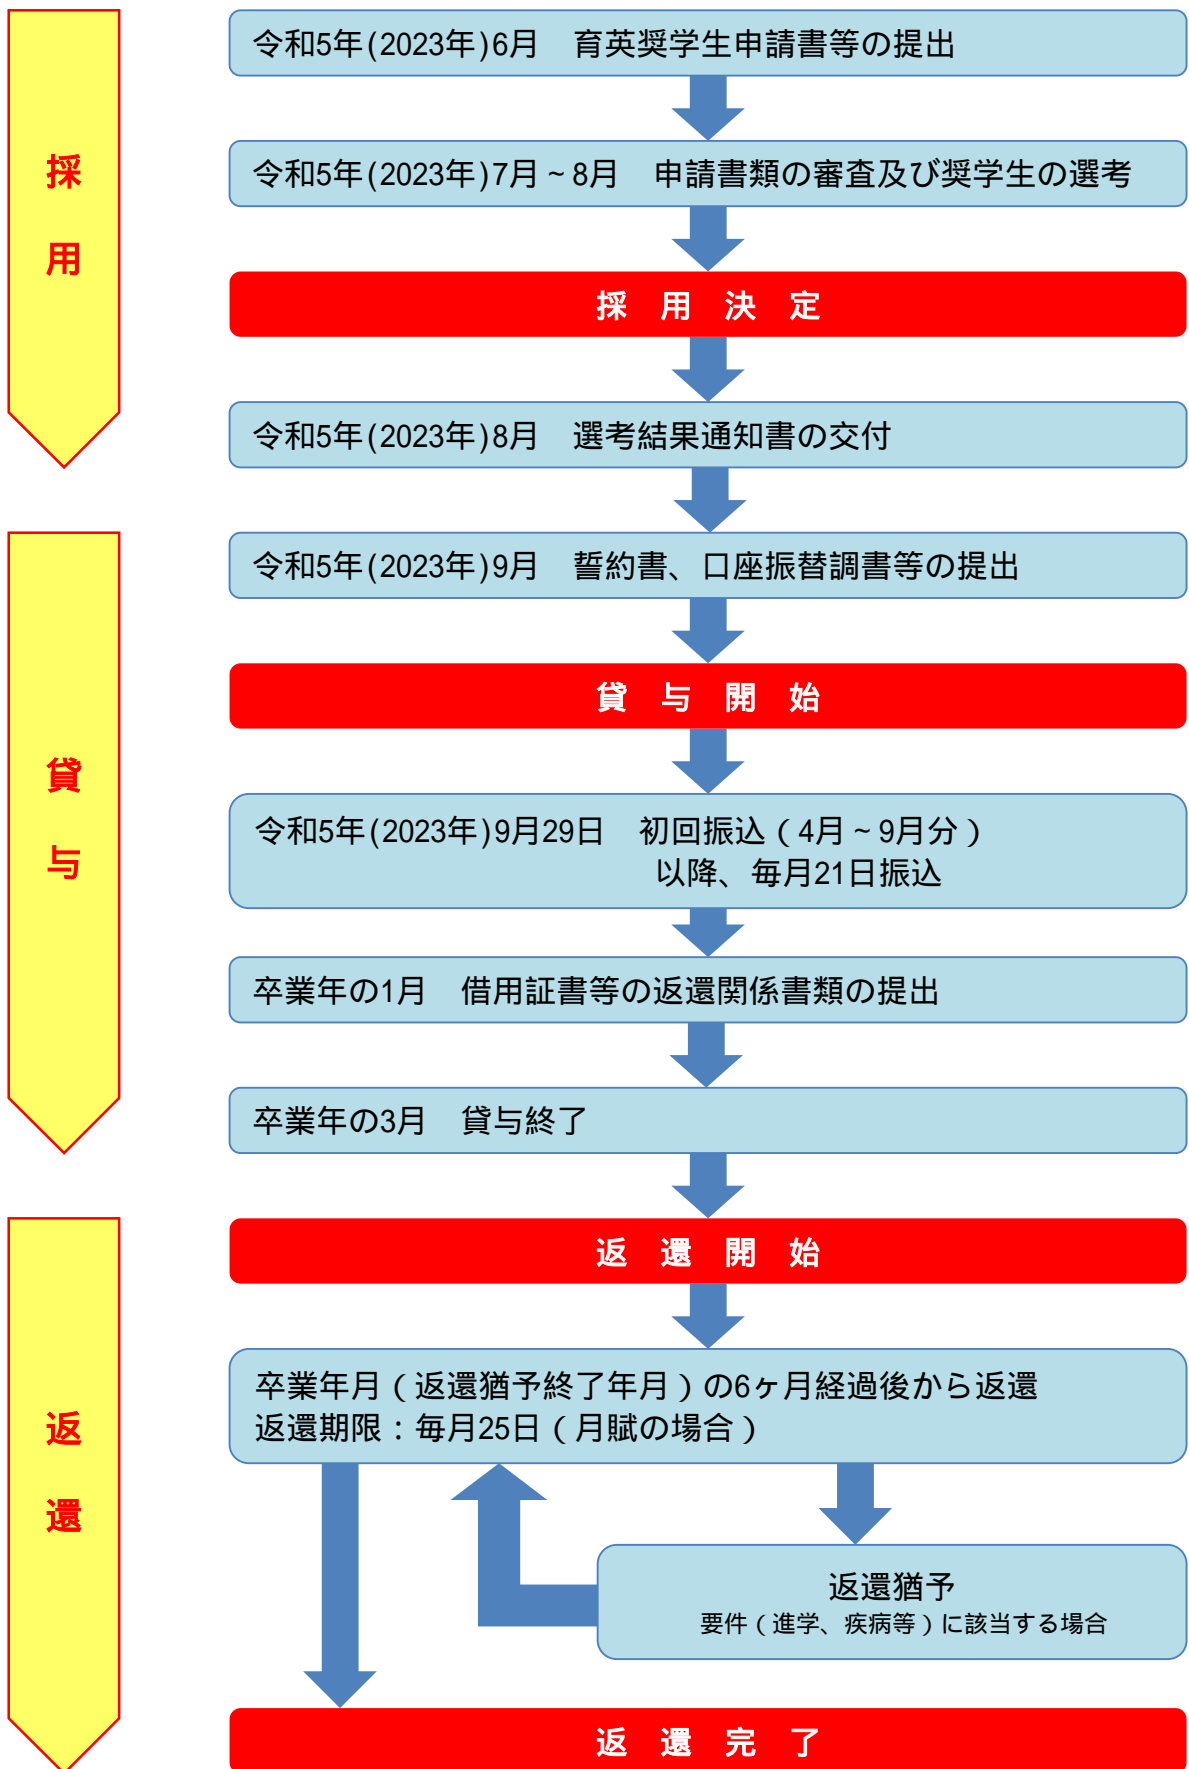 採用
令和5年(2023年)6月　育英奨学生申請書等の提出
令和5年(2023年)7月~8月　申請書類の審査及び奨学生の選考
採　用　決　定
令和5年(2023年)8月　選考結果通知書の交付
貸与
令和5年(2023年)9月　誓約書、口座振替調書等の提出
貸　与　開　始
令和5年(2023年)9月29日　初回振込（4月~9月分）
以降、毎月21日振込
卒業年の1月　借用証書等の返還関係書類の提出
卒業年の3月　貸与終了
返還
返　還　開　始
卒業年月（返還猶予終了年月）の6ヶ月経過後から返還
返還期限：毎月25日（月賦の場合）
返還猶予
要件（進学、疾病等）に該当する場合
返　還　完　了